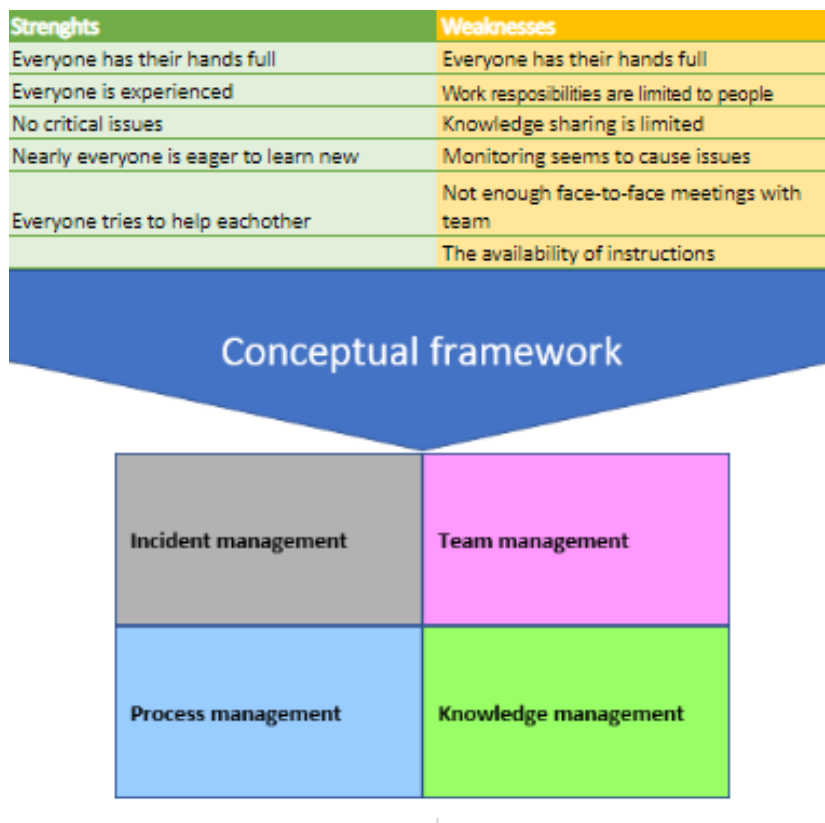 Strenghts Weaknesses
Everyone has their hands full Everyone has their hands full
Everyone is experienced Work resposibilities are limited to people
No critical issues Knowledge sharing is limited
Nearly everyone is eager to learn new Monitoring seems to cause issues
Everyone tries to help eachother Not enough face-to-face meetings with
team
The availability of instructions
Conceptual framework
Incident management Team management
Process management Knowledge management